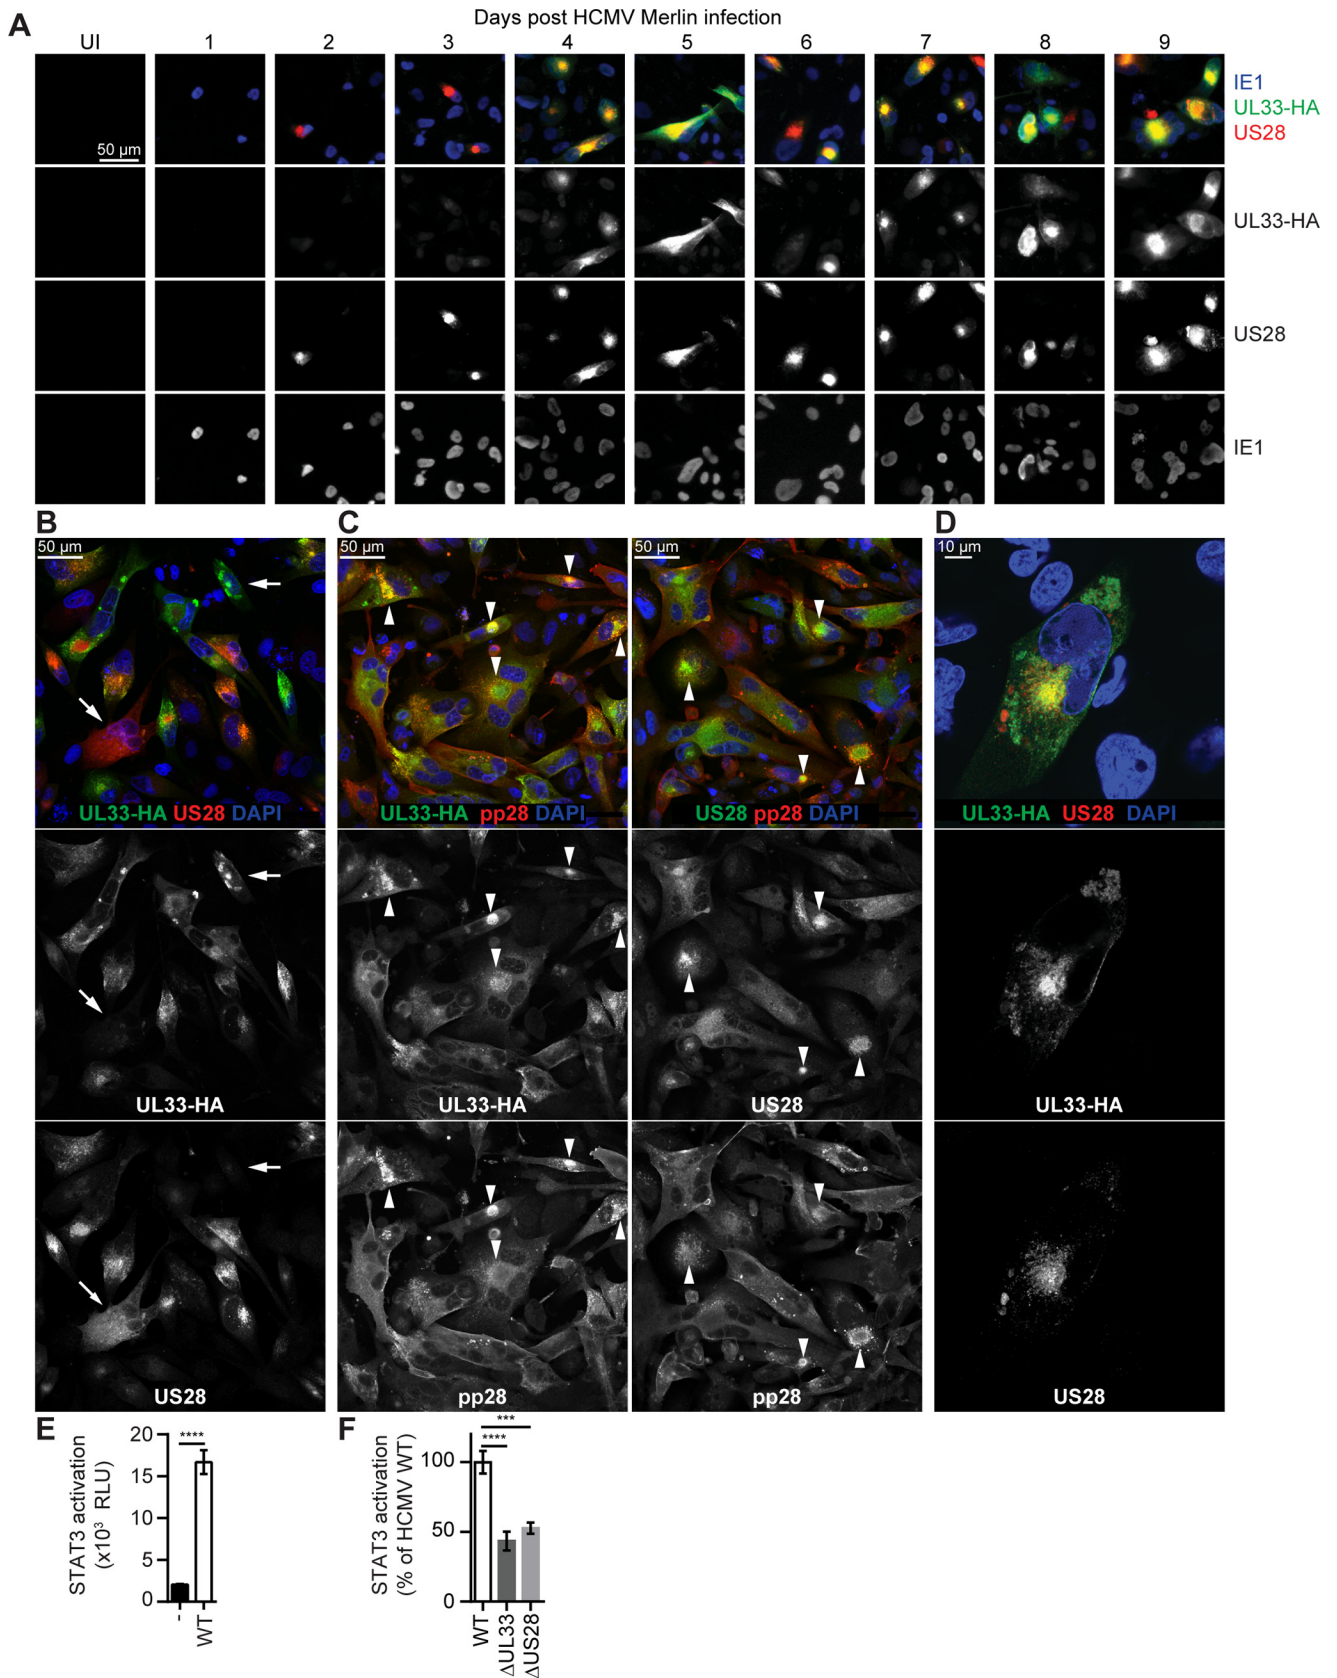 A
Days post HCMV Merlin infection
UI 1 2 3 4 5 6 7 8 9
50 µm
IE1
UL33-HA
US28
UL33-HA
US28
IE1
B
C
D
50 µm
50 µm
50 µm
10 µm
UL33-HA US28 DAPI
UL33-HA pp28 DAPI
US28 pp28 DAPI
UL33-HA US28 DAPI
UL33-HA
UL33-HA
US28
UL33-HA
US28
pp28
pp28
US28
E
STAT3 activation
(x10³ RLU)
20
15
10
5
0
****
-
WT
F
STAT3 activation
(% of HCMV WT)
100
50
0
***
****
WT
ΔUL33
ΔUS28